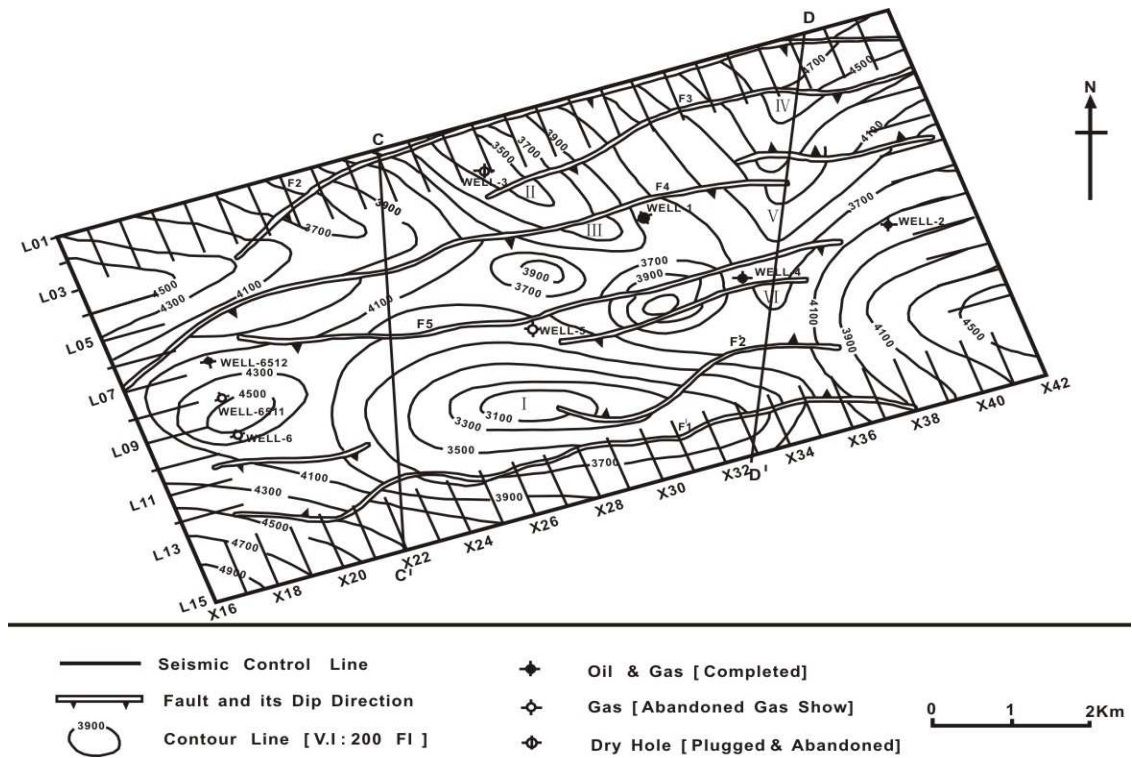 D
4700
4500
N
F3
IV
C
3900
3700
3500
4100
F2
WELL-3
II
F4
3700
3900
WELL-1
V
WELL-2
L01
3700
III
3900
3700
3700
3900
WELL-4
L03
4500
4300
4100
4100
VI
4100
F5
WELL-5
3900
4100
4500
L05
F2
WELL-6512
4300
L07
4500
WELL-6511
I
3100
3300
X42
X40
X38
WELL-6
F1
3500
X36
L09
4100
3700
X34
X32
D'
X30
L11
4300
3900
X28
4500
X26
X24
L13
4700
X22
C'
X20
4900
X18
L15
X16
Seismic Control Line
Fault and its Dip Direction
3900
Contour Line [V.I : 200 FI ]
Oil & Gas [ Completed]
Gas [Abandoned Gas Show]
Dry Hole [Plugged & Abandoned]
0 1 2Km